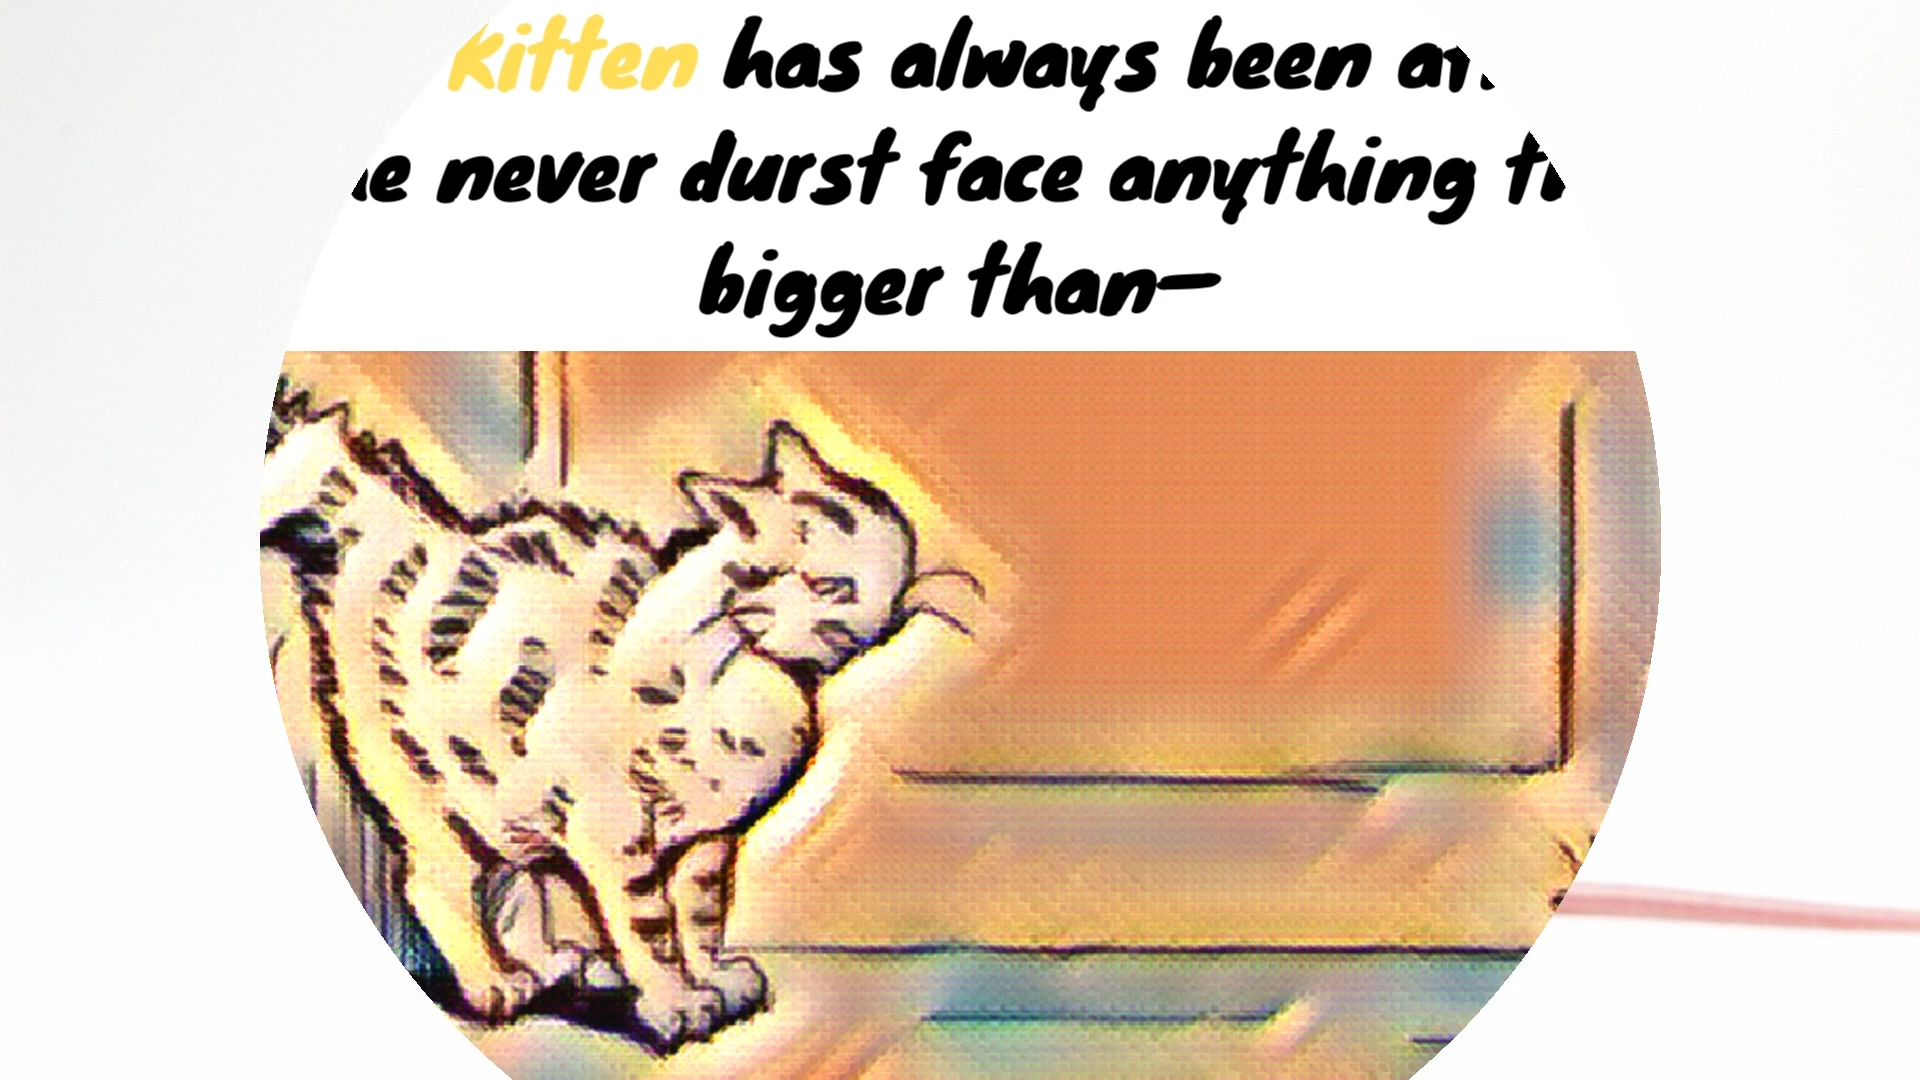 kitten has always been
never durst face anything
bigger than—